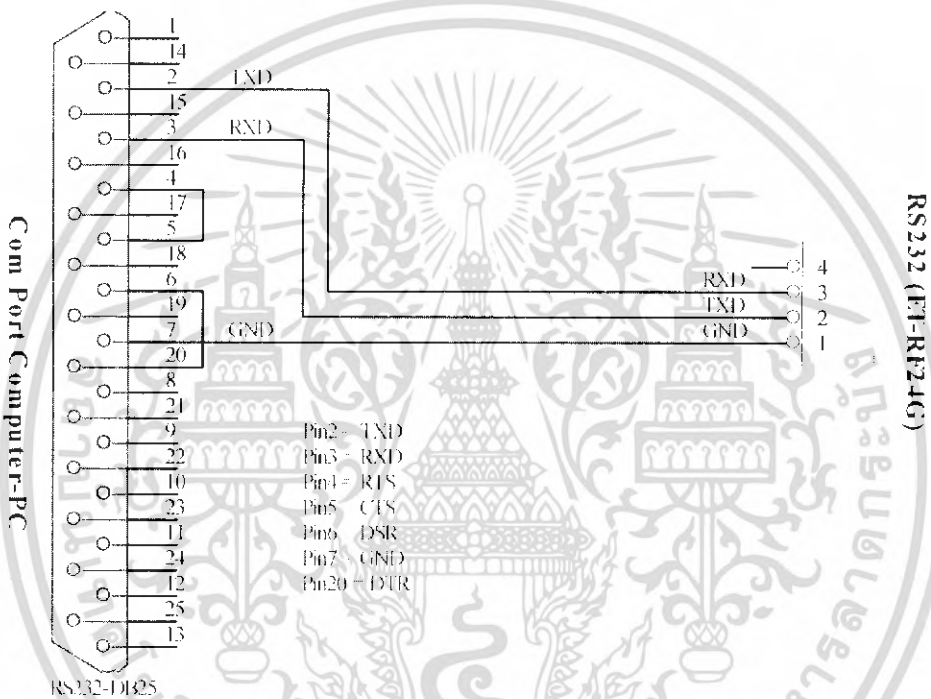 1
14
2 TXD
15
3 RXD
16
4
17
5
18
6
19
7 GND
20
8
21
9
22
10
23
11
24
12
25
13
RS232-DB25
Com Port Computer-PC
Pin2 = TXD
Pin3 = RXD
Pin4 = RTS
Pin5 CTS
Pin6 DSR
Pin7 = GND
Pin20 = DTR
4
RXD 3
TXD 2
GND 1
RS232 (ET-RF24G)